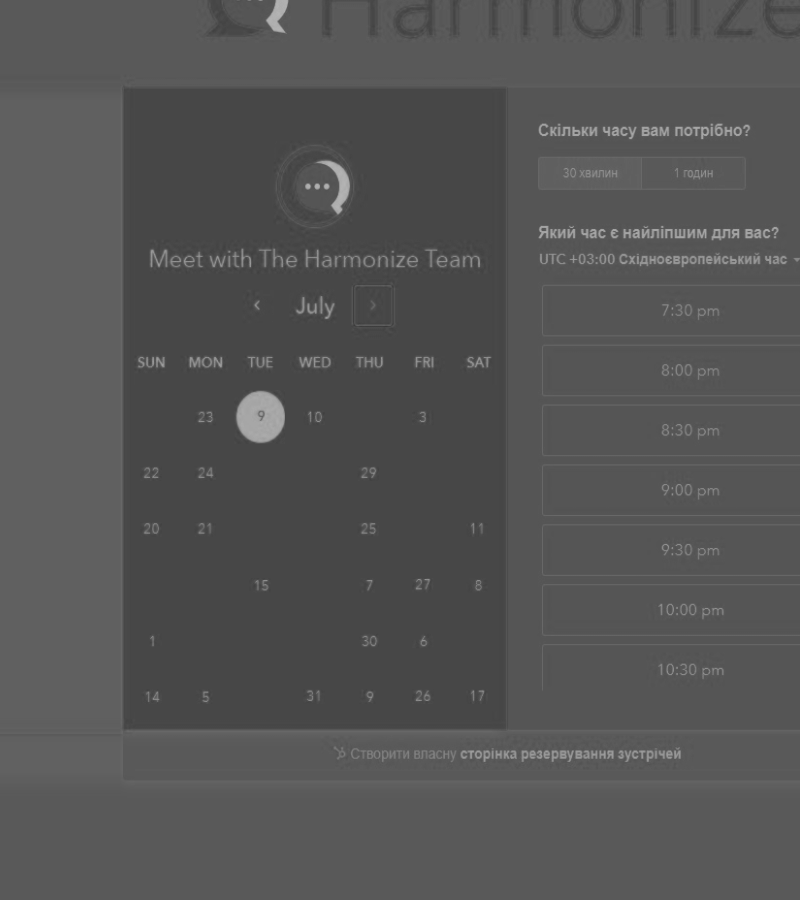 Harmonize
Meet with The Harmonize Team
July
SUN MON TUE WED THU FRI SAT
23 9 10 3
22 24 29
20 21 25 11
15 7 27 8
1 30 6
14 5 31 9 26 17
Скільки часу вам потрібно?
30 хвилин 1 годин
Який час є найліпшим для вас?
UTC +03:00 Східноєвропейський час
7:30 pm
8:00 pm
8:30 pm
9:00 pm
9:30 pm
10:00 pm
10:30 pm
Створити власну сторінка резервування зустрічей